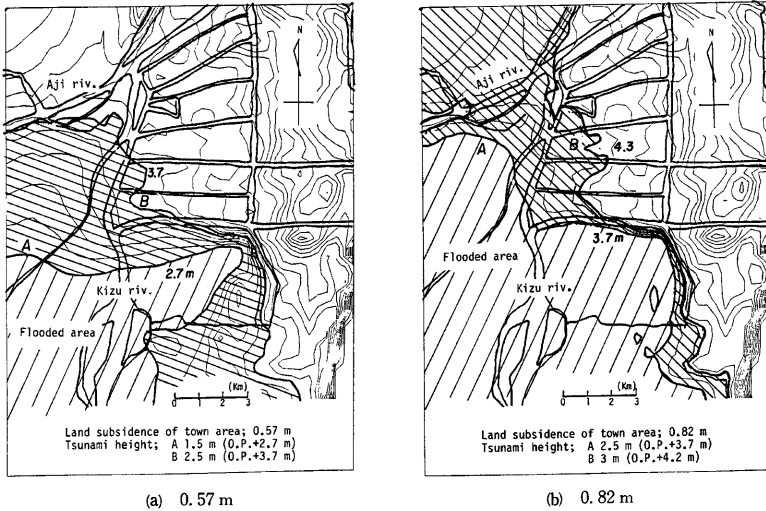 Aji riv.
N
3.7
B
A
2.7 m
Kizu riv.
Flooded area
(Km)
0 1 2 3
Land subsidence of town area; 0.57 m
Tsunami height; A 1.5 m (O.P.+2.7 m)
B 2.5 m (O.P.+3.7 m)
(a) 0.57 m
Aji riv.
N
B 4.3
A
3.7 m
Flooded area
Kizu riv.
(Km)
0 1 2 3
Land subsidence of town area; 0.82 m
Tsunami height; A 2.5 m (O.P.+3.7 m)
B 3 m (O.P.+4.2 m)
(b) 0.82 m